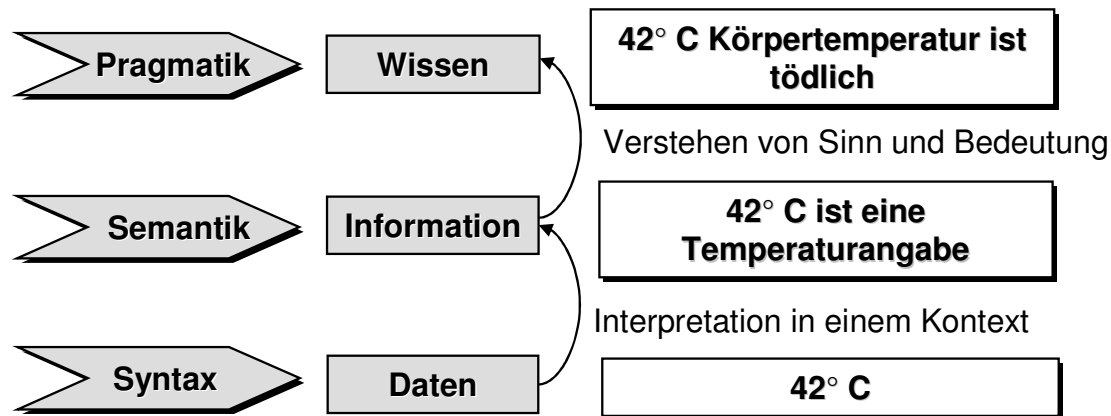 Pragmatik
Wissen
42° C Körpertemperatur ist
tödlich
Verstehen von Sinn und Bedeutung
Semantik
Information
42° C ist eine
Temperaturangabe
Interpretation in einem Kontext
Syntax
Daten
42° C